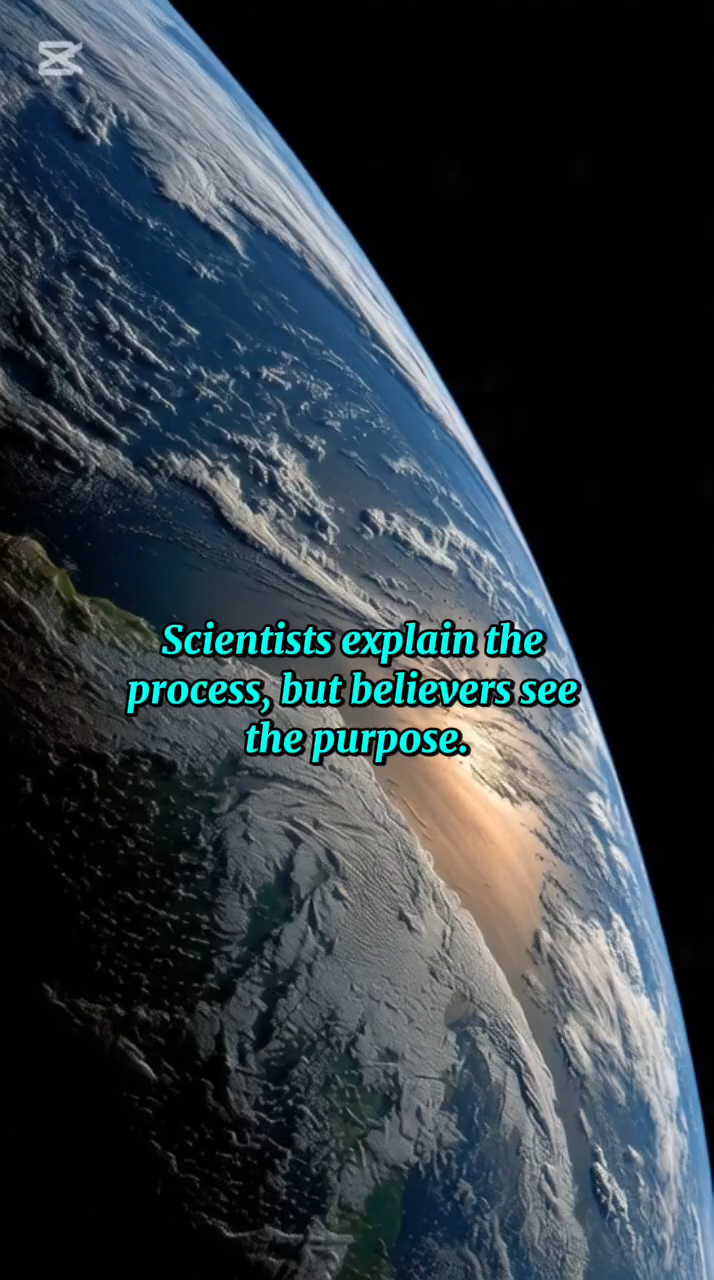 Scientists explain the
process, but believers see
the purpose.